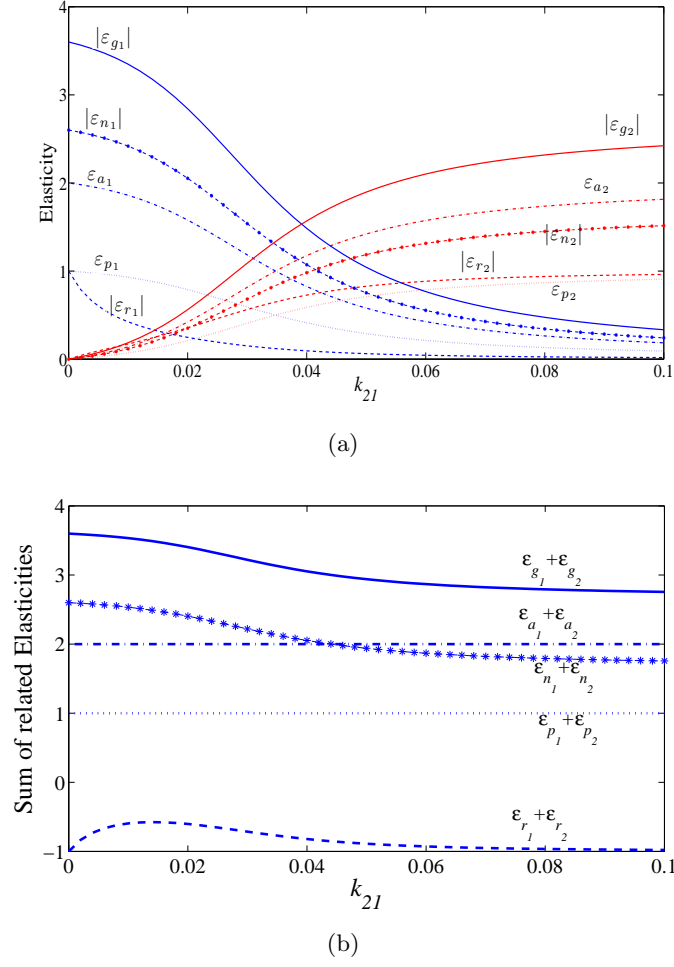 4
|ε_{g_1}|
3
|ε_{n_1}|
|ε_{g_2}|
2
ε_{a_1}
ε_{a_2}
Elasticity
|ε_{n_2}|
ε_{p_1}
|ε_{r_2}|
1
ε_{p_2}
|ε_{r_1}|
0
0 0.02 0.04 0.06 0.08 0.1
k_{21}
(a)
4
ε_{g_1}+ε_{g_2}
3
ε_{a_1}+ε_{a_2}
2
ε_{n_1}+ε_{n_2}
Sum of related Elasticities
1
ε_{p_1}+ε_{p_2}
0
ε_{r_1}+ε_{r_2}
−1
0 0.02 0.04 0.06 0.08 0.1
k_{21}
(b)